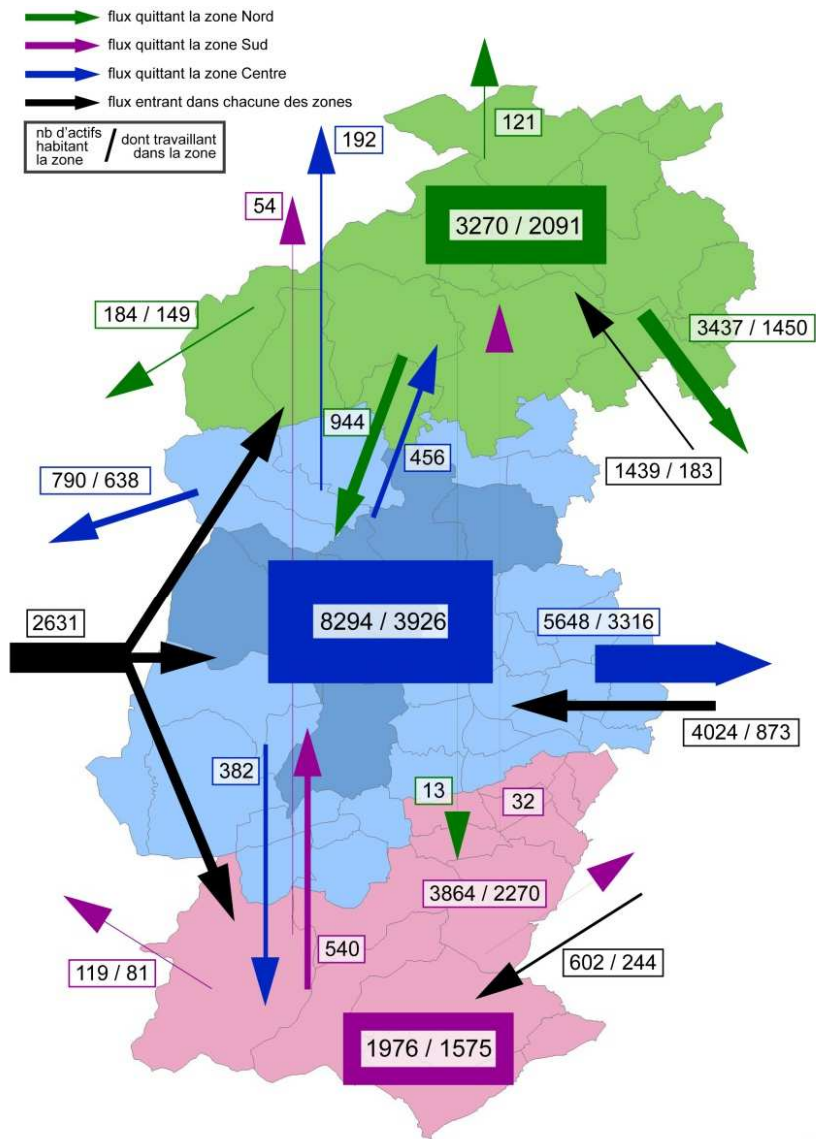 flux quittant la zone Nord
flux quittant la zone Sud
flux quittant la zone Centre
flux entrant dans chacune des zones
nb d'actifs
habitant
la zone
/ dont travaillant
dans la zone
192
121
54
3270 / 2091
184 / 149
3437 / 1450
944
456
1439 / 183
790 / 638
2631
8294 / 3926
5648 / 3316
4024 / 873
382
13
32
3864 / 2270
540
119 / 81
602 / 244
1976 / 1575